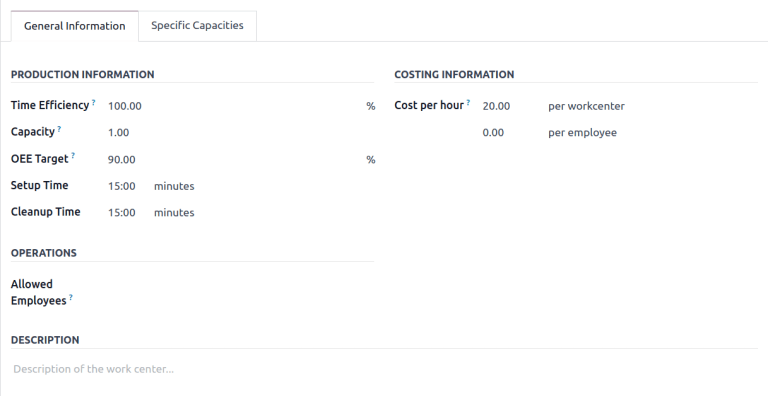 General Information Specific Capacities
PRODUCTION INFORMATION COSTING INFORMATION
Time Efficiency ? 100.00 % Cost per hour ? 20.00 per workcenter
Capacity ? 1.00 0.00 per employee
OEE Target ? 90.00 %
Setup Time 15:00 minutes
Cleanup Time 15:00 minutes
OPERATIONS
Allowed
Employees ?
DESCRIPTION
Description of the work center...